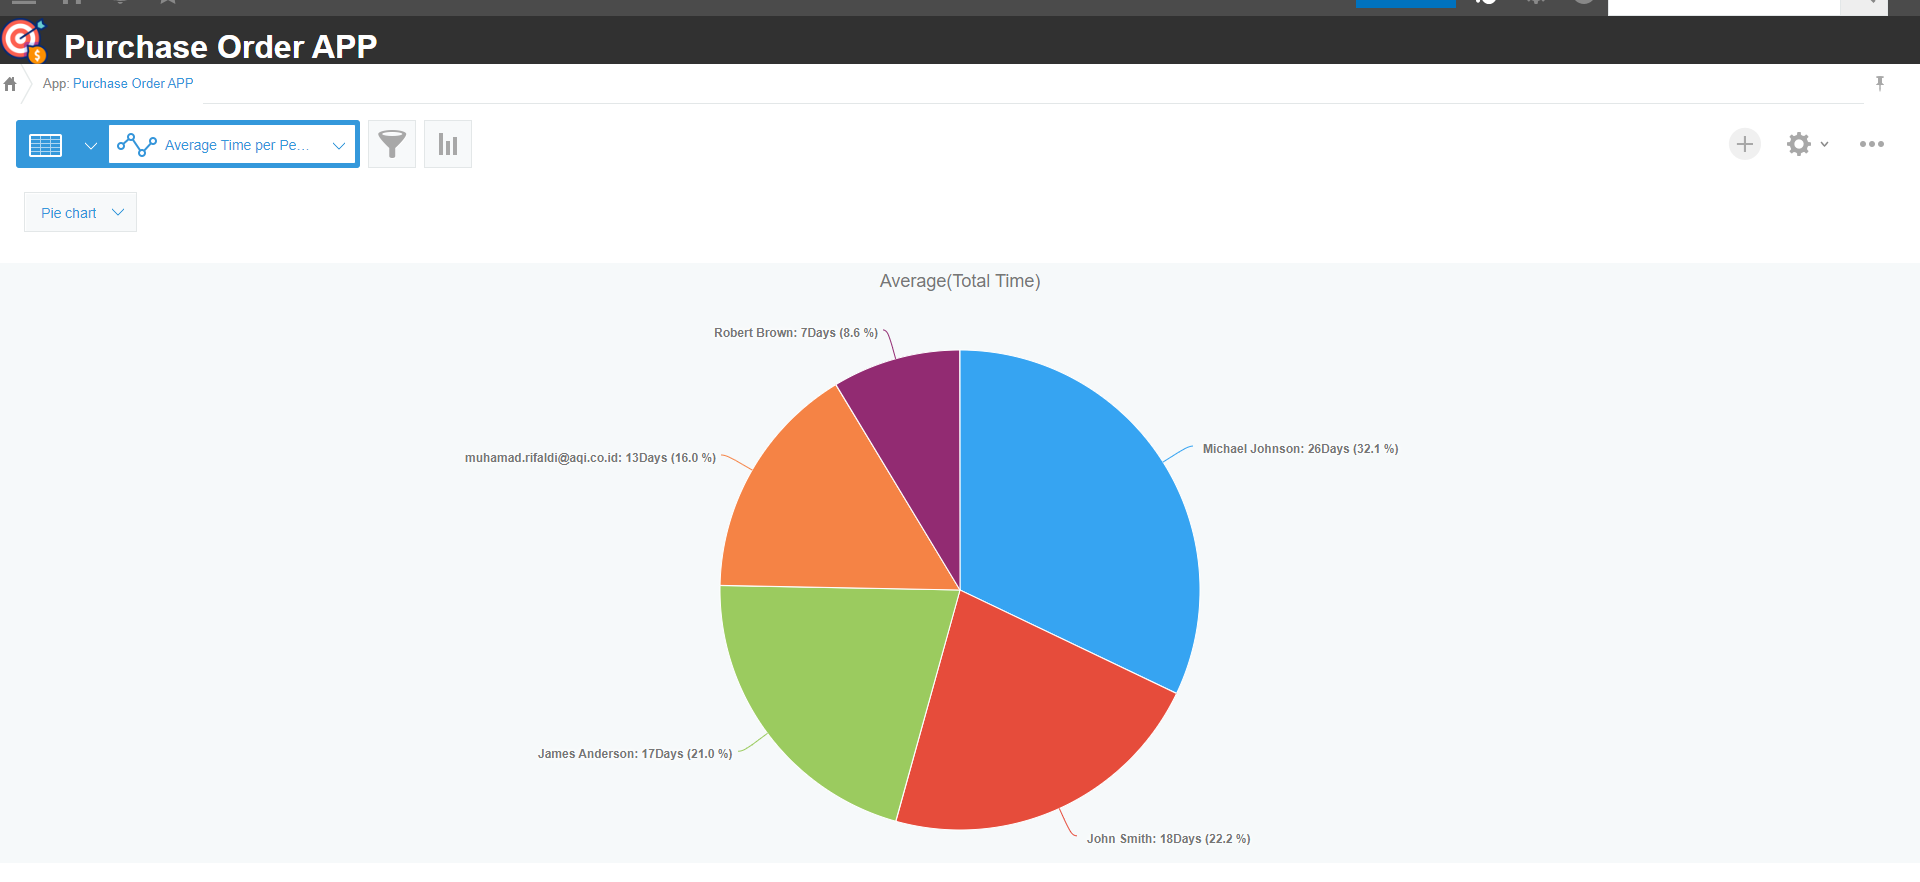 Purchase Order APP
App: Purchase Order APP
Average Time per Pe...
Pie chart
Average(Total Time)
Robert Brown: 7Days (8.6 %)
Michael Johnson: 26Days (32.1 %)
muhamad.rifaldi@aqi.co.id: 13Days (16.0 %)
James Anderson: 17Days (21.0 %)
John Smith: 18Days (22.2 %)